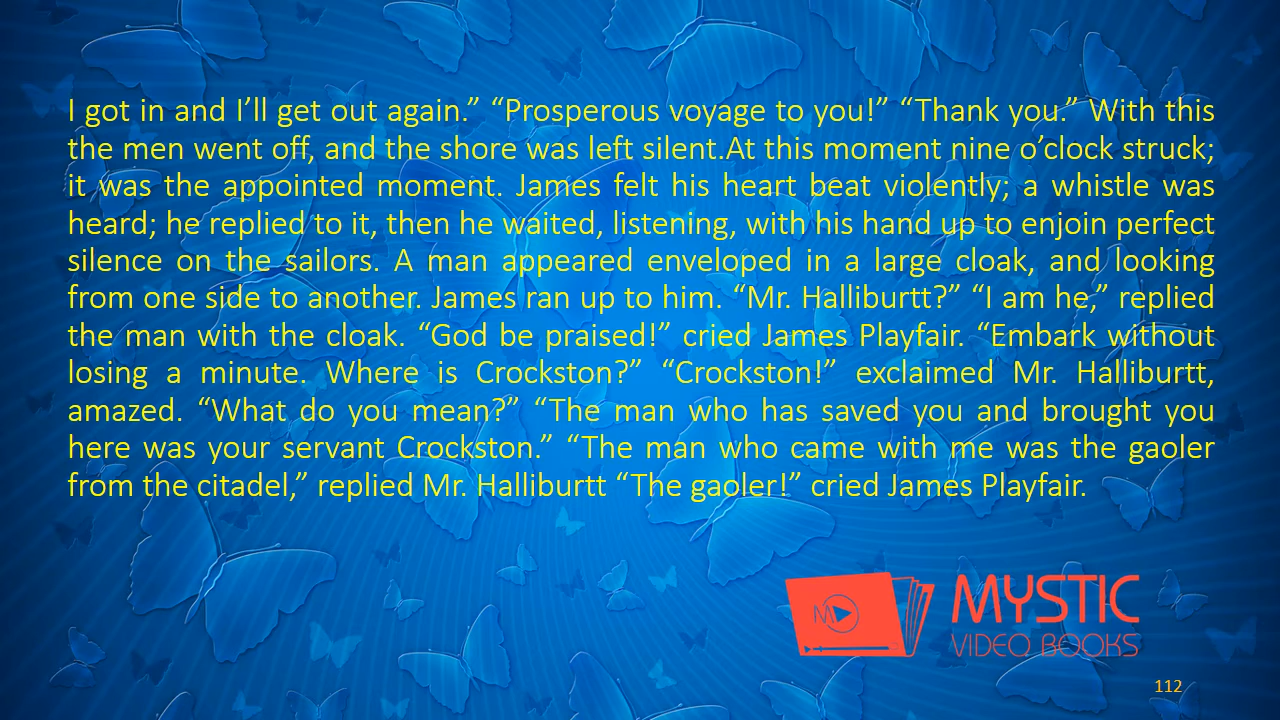 I got in and I’ll get out again.” “Prosperous voyage to you!” “Thank you.” With this
the men went off, and the shore was left silent.At this moment nine o’clock struck;
it was the appointed moment. James felt his heart beat violently; a whistle was
heard; he replied to it, then he waited, listening, with his hand up to enjoin perfect
silence on the sailors. A man appeared enveloped in a large cloak, and looking
from one side to another. James ran up to him. “Mr. Halliburtt?” “I am he,” replied
the man with the cloak. “God be praised!” cried James Playfair. “Embark without
losing a minute. Where is Crockston?” “Crockston!” exclaimed Mr. Halliburtt,
amazed. “What do you mean?” “The man who has saved you and brought you
here was your servant Crockston.” “The man who came with me was the gaoler
from the citadel,” replied Mr. Halliburtt “The gaoler!” cried James Playfair.
M
MYSTIC
VIDEO BOOKS
112